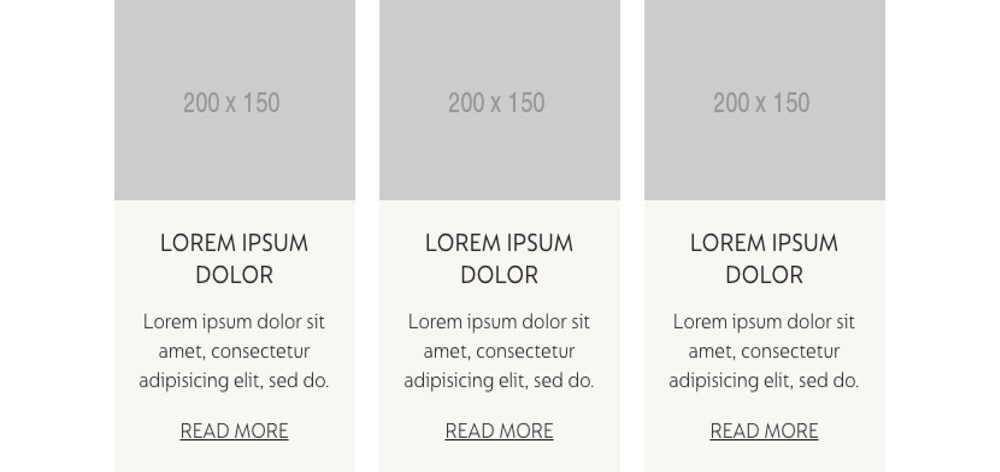 200 x 150
LOREM IPSUM
DOLOR
Lorem ipsum dolor sit
amet, consectetur
adipisicing elit, sed do.
READ MORE
200 x 150
LOREM IPSUM
DOLOR
Lorem ipsum dolor sit
amet, consectetur
adipisicing elit, sed do.
READ MORE
200 x 150
LOREM IPSUM
DOLOR
Lorem ipsum dolor sit
amet, consectetur
adipisicing elit, sed do.
READ MORE